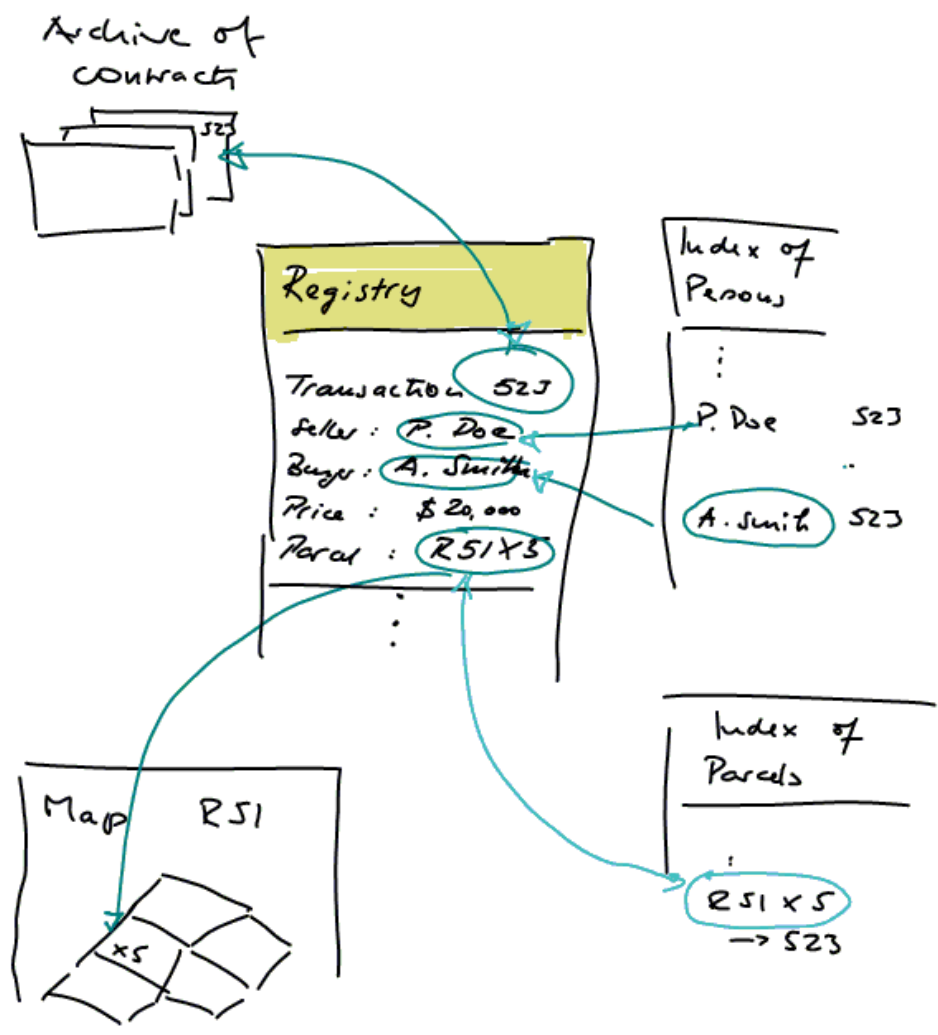 Archive of
contracts
523
Registry
Transaction 523
Seller : P. Doe
Buyer : A. Smith
Price : $ 20,000
Parcel : R51X5
Index of
Persons
P. Doe 523
A. Smith 523
Map R51
X5
Index of
Parcels
R51X5
→ 523